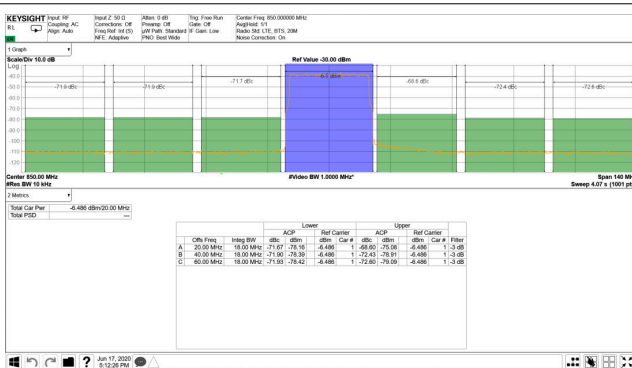 KEYSIGHT Input: RF Input Z: 50 Ω Atten: 0 dB Trig: Free Run Center Freq: 850.000000 MHz
RL Coupling: AC Corrections: Off Preamp: Off Gate: Off Avg|Hold: 1/1
Align: Auto Freq Ref: Int (S) µW Path: Standard IF Gain: Low Radio Std: LTE, BTS, 20M
NFE: Adaptive PNO: Best Wide Noise Correction: On
1 Graph
Scale/Div 10.0 dB Ref Value -30.00 dBm
Log
-40.0
-50.0
-60.0
-70.0
-80.0
-90.0
-100
-110
-120
-71.9 dBc -71.9 dBc -71.7 dBc -6.5 dBm -68.6 dBc -72.4 dBc -72.6 dBc
Center 850.00 MHz #Video BW 1.0000 MHz* Span 140 MH
#Res BW 10 kHz Sweep 4.07 s (1001 pt
2 Metrics
Total Car Pwr -6.486 dBm/20.00 MHz
Total PSD ---
Lower Upper
ACP Ref Carrier ACP Ref Carrier
Offs Freq Integ BW dBc dBm dBm Car # dBc dBm dBm Car # Filter
A 20.00 MHz 18.00 MHz -71.67 -78.16 -6.486 1 -68.60 -75.08 -6.486 1 -3 dB
B 40.00 MHz 18.00 MHz -71.90 -78.39 -6.486 1 -72.43 -78.91 -6.486 1 -3 dB
C 60.00 MHz 18.00 MHz -71.93 -78.42 -6.486 1 -72.60 -79.09 -6.486 1 -3 dB
? Jun 17, 2020
5:12:26 PM